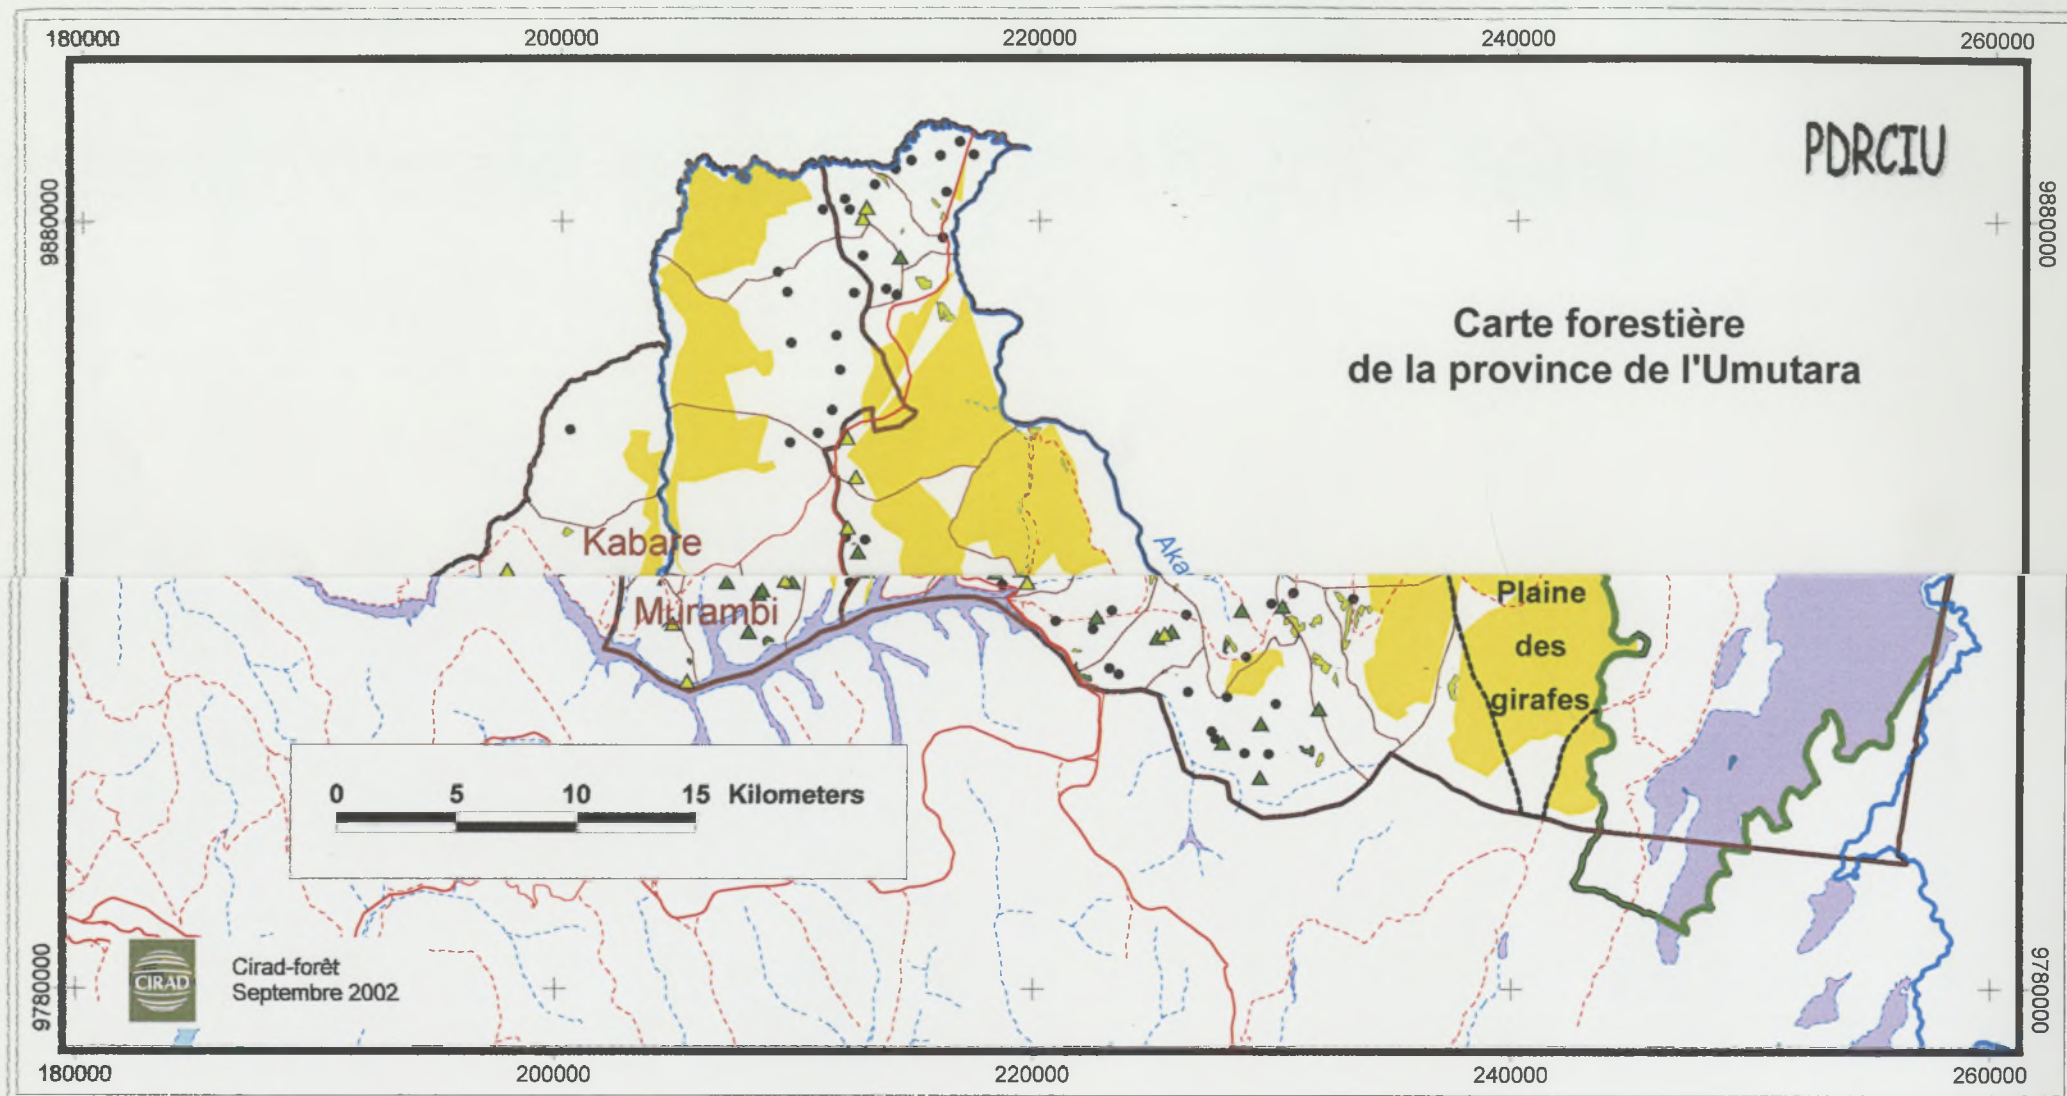 180000 200000 220000 240000 260000
PDRCIU
9880000 9880000
Carte forestière
de la province de l'Umutara
Kabare
Aka
Murambi
Plaine
des
girafes
0 5 10 15 Kilometers
CIRAD
Cirad-forêt
Septembre 2002
9780000 9780000
180000 200000 220000 240000 260000